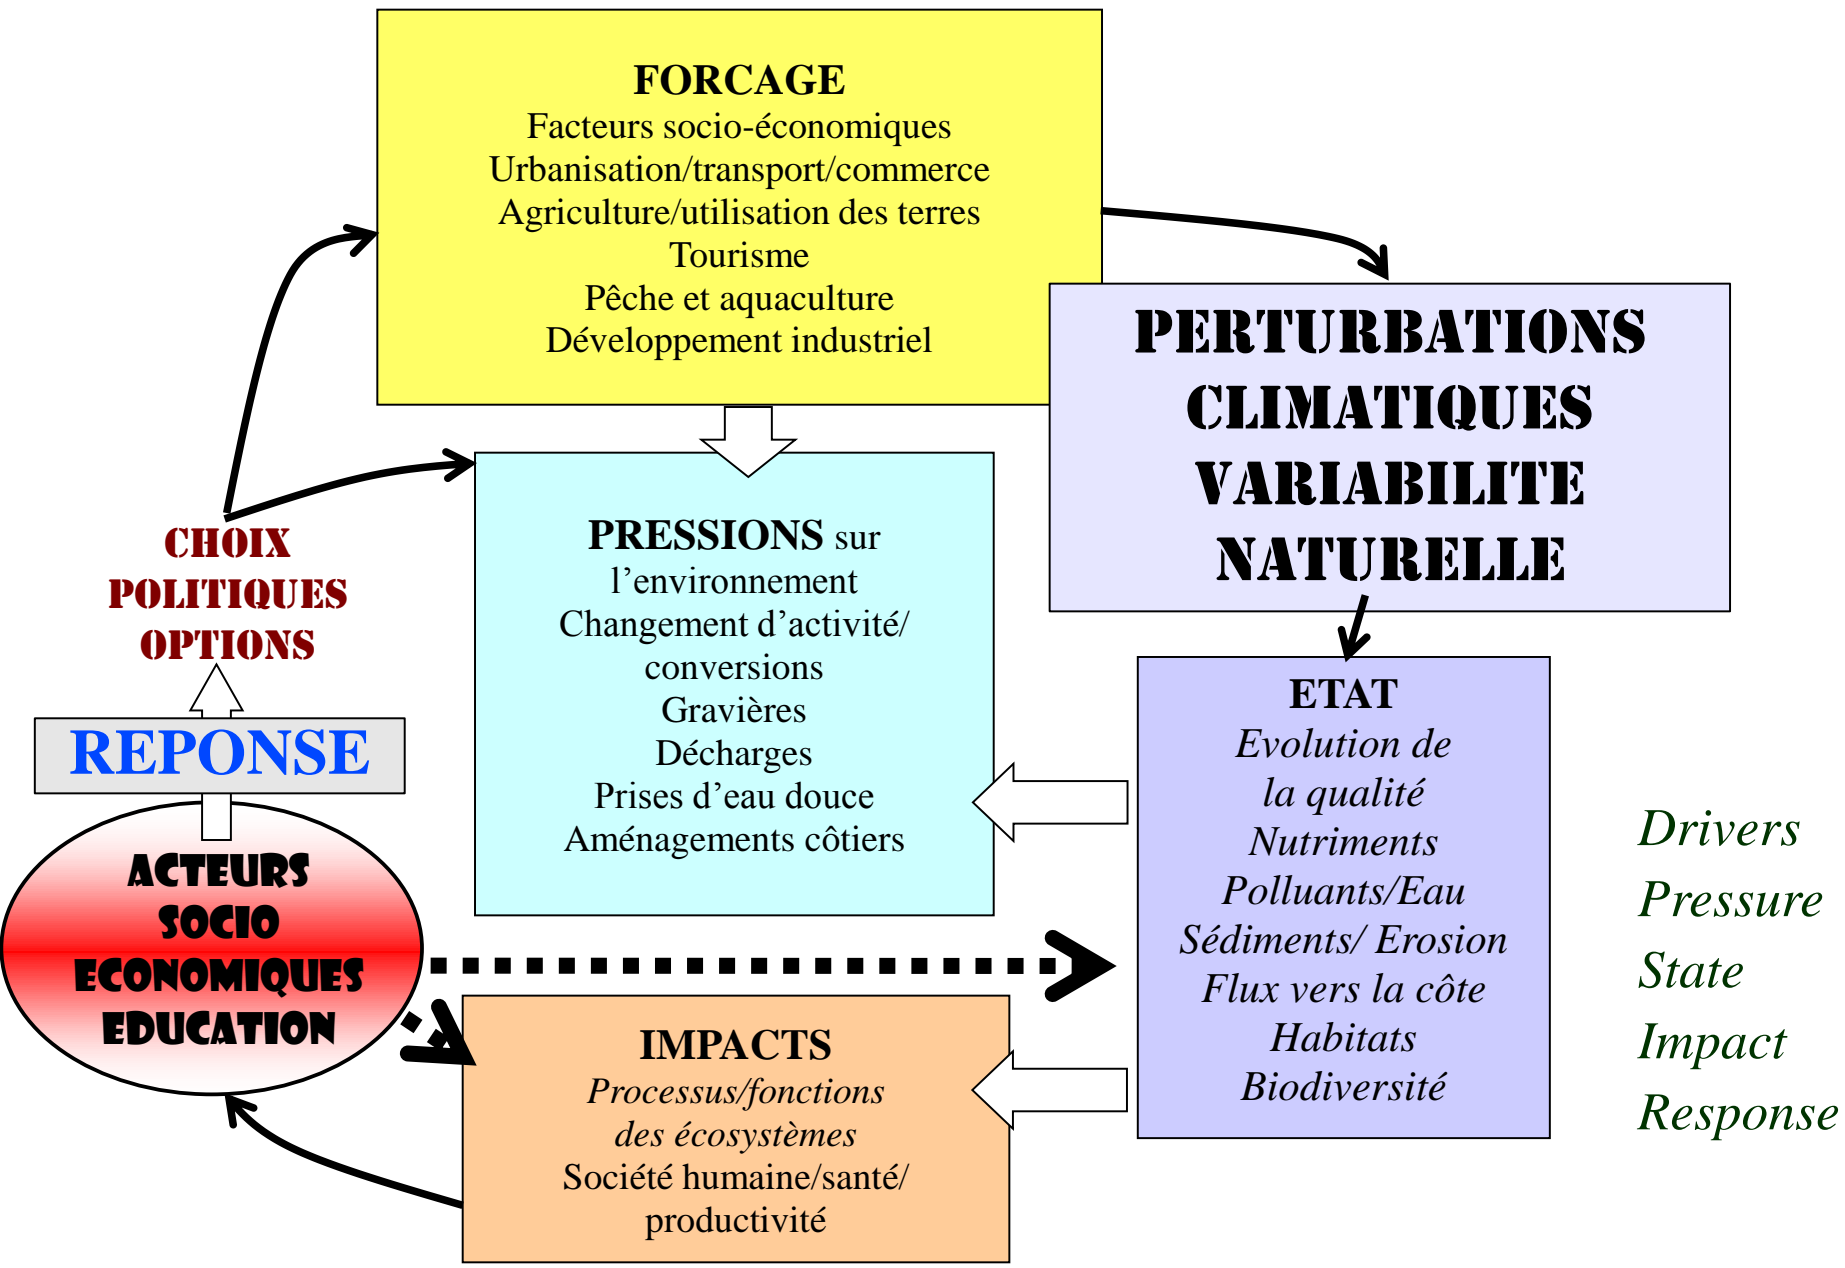 FORCAGE
Facteurs socio-économiques
Urbanisation/transport/commerce
Agriculture/utilisation des terres
Tourisme
Pêche et aquaculture
Développement industriel
PERTURBATIONS
CLIMATIQUES
VARIABILITE
NATURELLE
PRESSIONS sur
l’environnement
Changement d’activité/
conversions
Gravières
Décharges
Prises d’eau douce
Aménagements côtiers
CHOIX
POLITIQUES
OPTIONS
REPONSE
ACTEURS
SOCIO
ECONOMIQUES
EDUCATION
ETAT
Evolution de
la qualité
Nutriments
Polluants/Eau
Sédiments/ Erosion
Flux vers la côte
Habitats
Biodiversité
IMPACTS
Processus/fonctions
des écosystèmes
Société humaine/santé/
productivité
Drivers
Pressure
State
Impact
Response